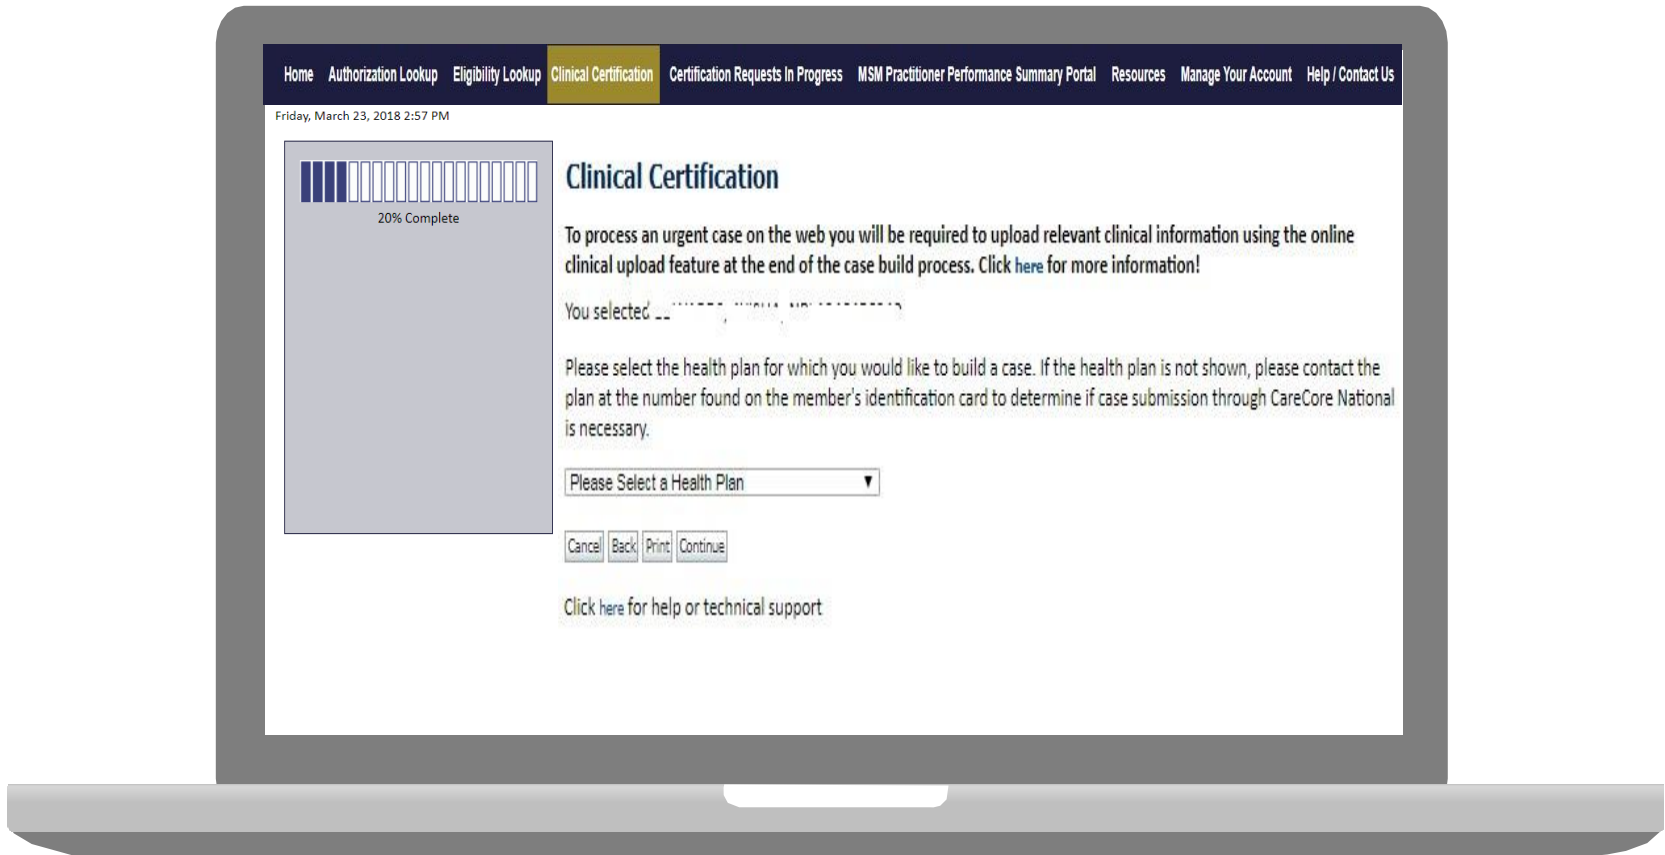 Home Authorization Lookup Eligibility Lookup Clinical Certification Certification Requests In Progress MSM Practitioner Performance Summary Portal Resources Manage Your Account Help / Contact Us
Friday, March 23, 2018 2:57 PM
20% Complete
Clinical Certification
To process an urgent case on the web you will be required to upload relevant clinical information using the online
clinical upload feature at the end of the case build process. Click here for more information!
You selected
Please select the health plan for which you would like to build a case. If the health plan is not shown, please contact the
plan at the number found on the member's identification card to determine if case submission through CareCore National
is necessary.
Please Select a Health Plan
Cancel Back Print Continue
Click here for help or technical support